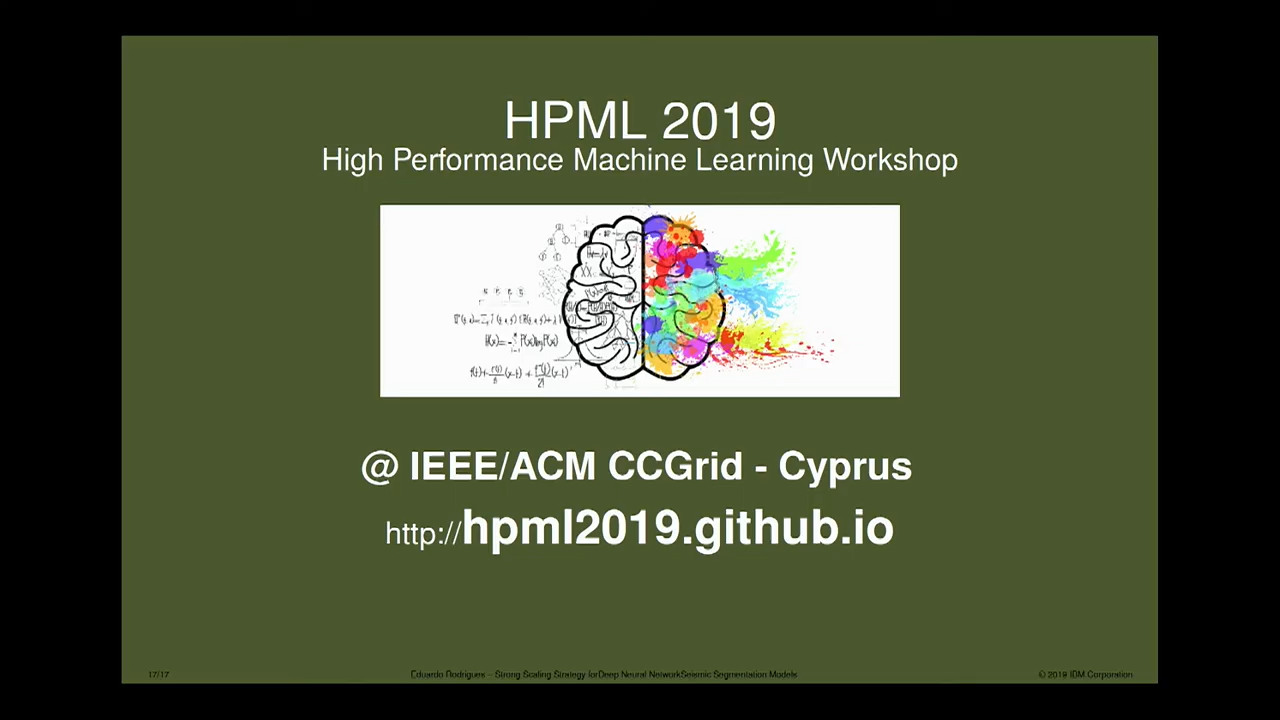 HPML 2019
High Performance Machine Learning Workshop
@ IEEE/ACM CCGrid - Cyprus
http://hpml2019.github.io
17/17
Eduardo Rodrigues – Strong Scaling Strategy forDeep Neural NetworkSeismic Segmentation Models
© 2019 IBM Corporation